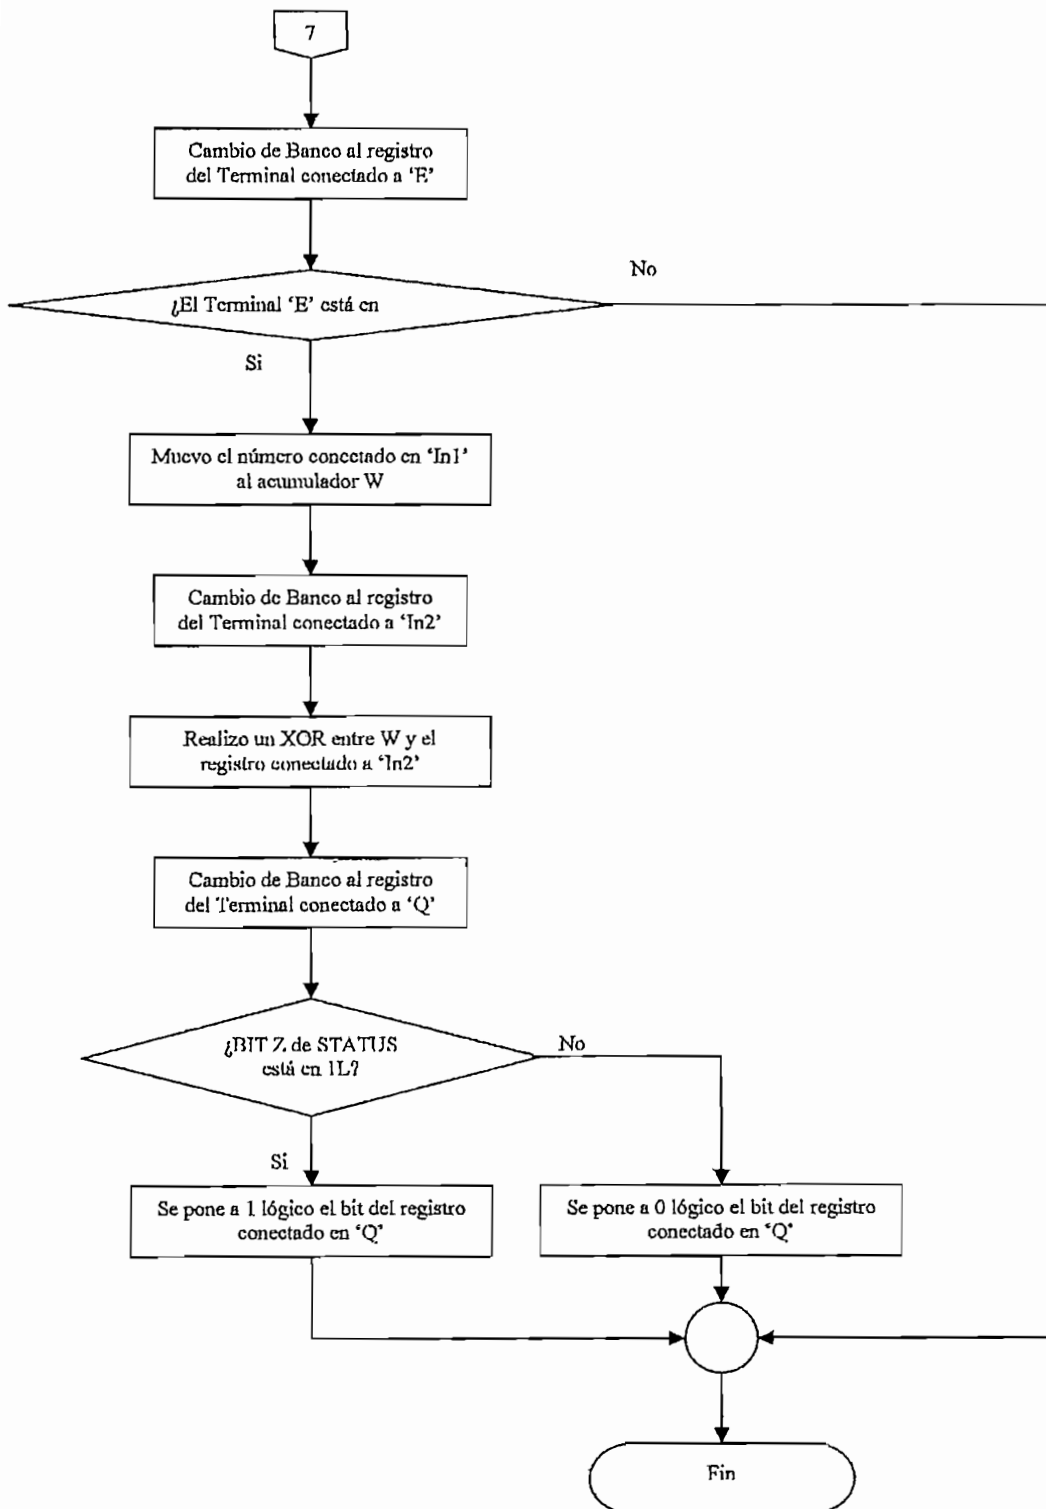 7
Cambio de Banco al registro
del Terminal conectado a ‘E’
No
¿El Terminal ‘E’ está en
Si
Muevo el número conectado en ‘In1’
al acumulador W
Cambio de Banco al registro
del Terminal conectado a ‘In2’
Realizo un XOR entre W y el
registro conectado a ‘In2’
Cambio de Banco al registro
del Terminal conectado a ‘Q’
¿BIT Z de STATUS
está en 1L?
No
Si
Se pone a 1 lógico el bit del registro
conectado en ‘Q’
Se pone a 0 lógico el bit del registro
conectado en ‘Q’
Fin